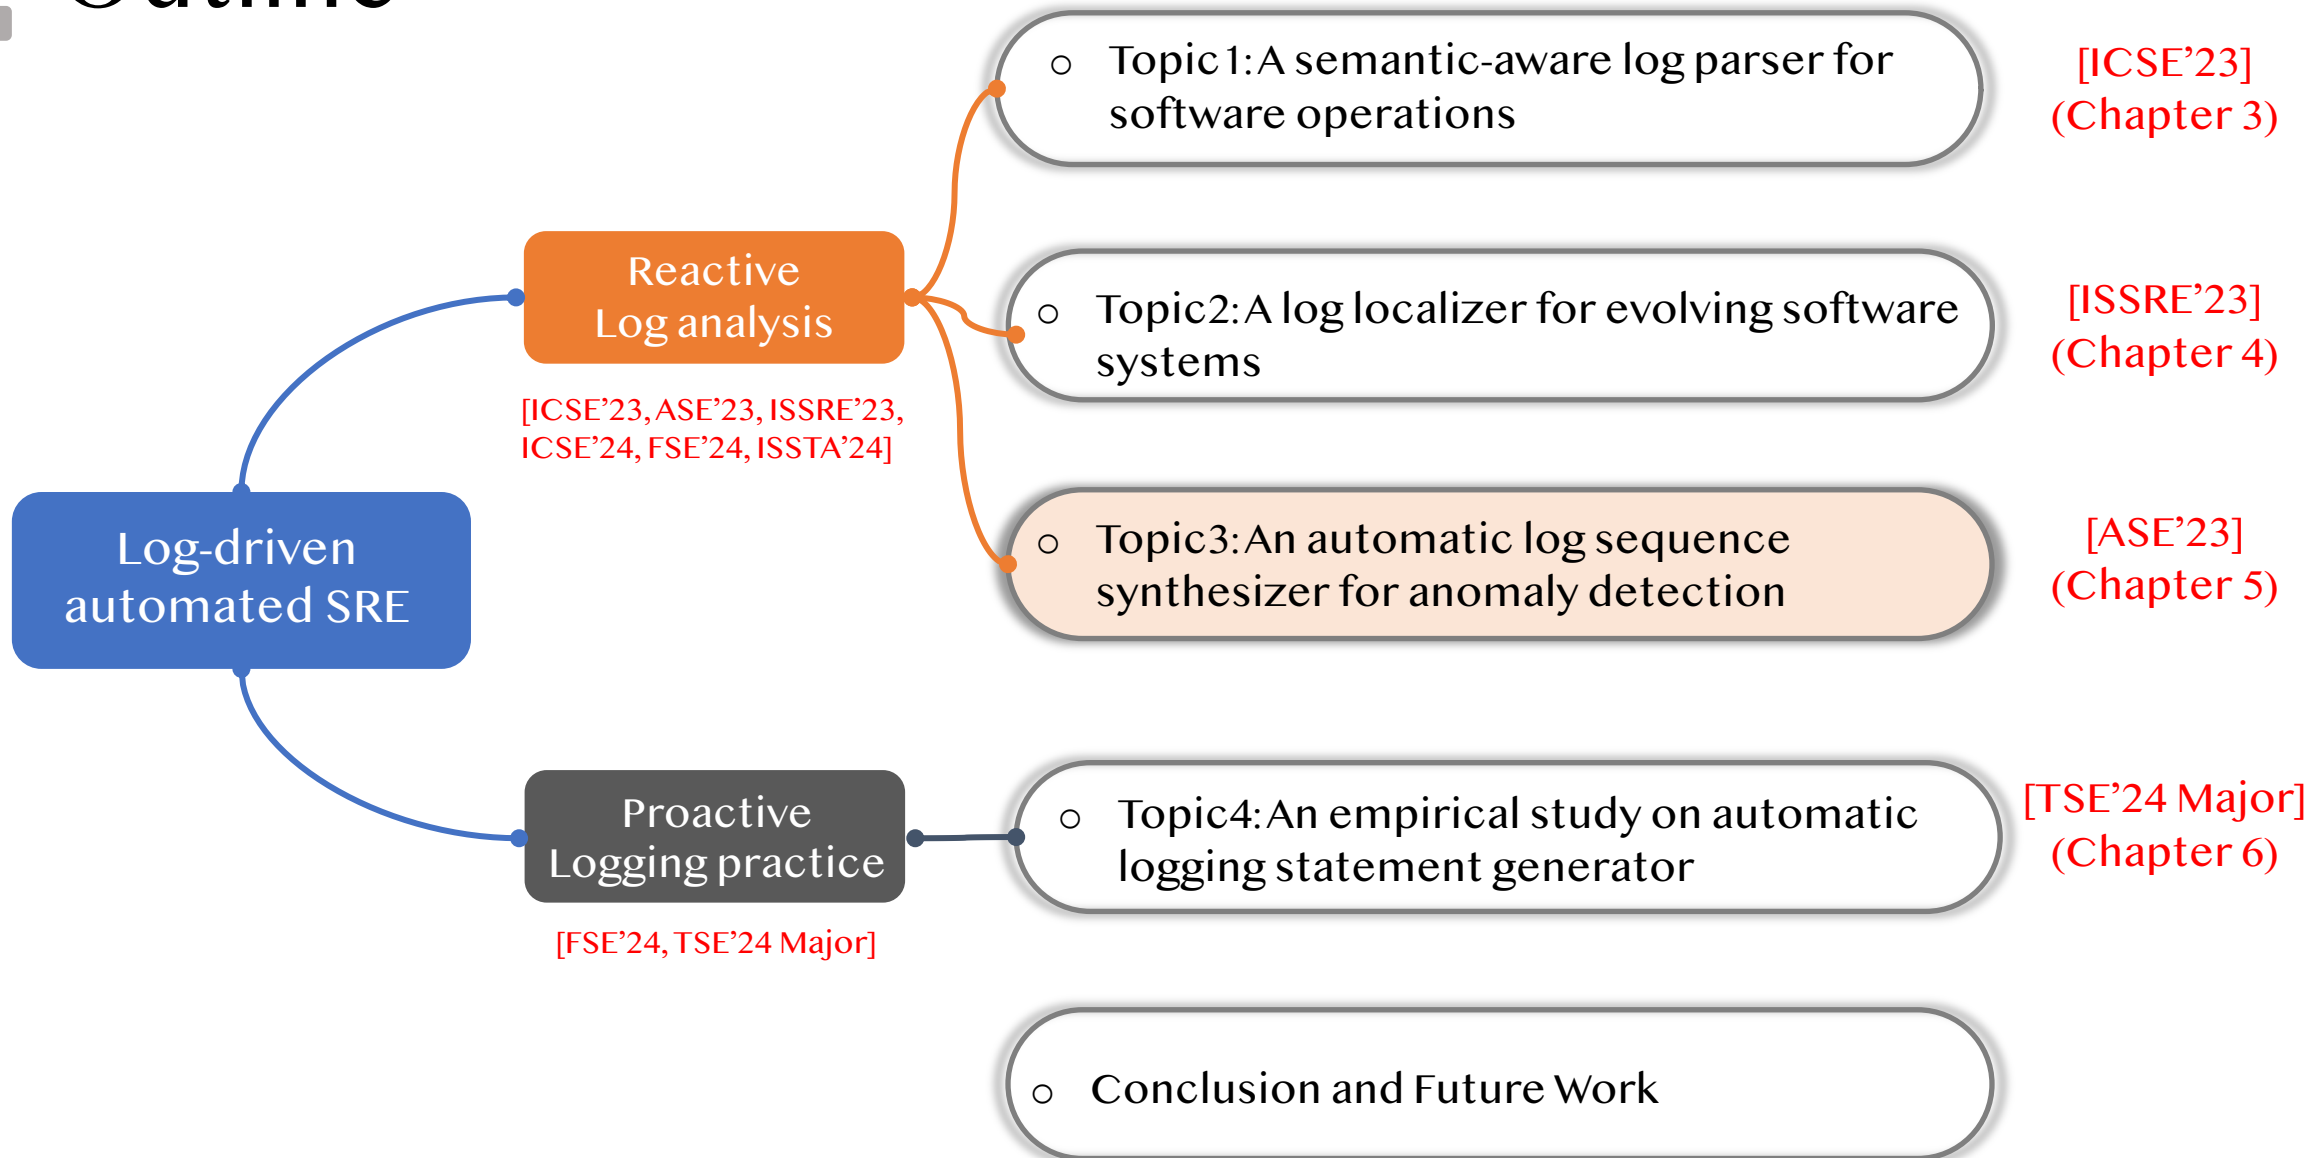 Outline
Log-driven
automated SRE
Reactive
Log analysis
[ICSE’23, ASE’23, ISSRE’23,
ICSE’24, FSE’24, ISSTA’24]
Proactive
Logging practice
[FSE’24, TSE’24 Major]
o Topic1: A semantic-aware log parser for
software operations
[ICSE’23]
(Chapter 3)
o Topic2: A log localizer for evolving software
systems
[ISSRE’23]
(Chapter 4)
o Topic3: An automatic log sequence
synthesizer for anomaly detection
[ASE’23]
(Chapter 5)
o Topic4: An empirical study on automatic
logging statement generator
[TSE’24 Major]
(Chapter 6)
o Conclusion and Future Work